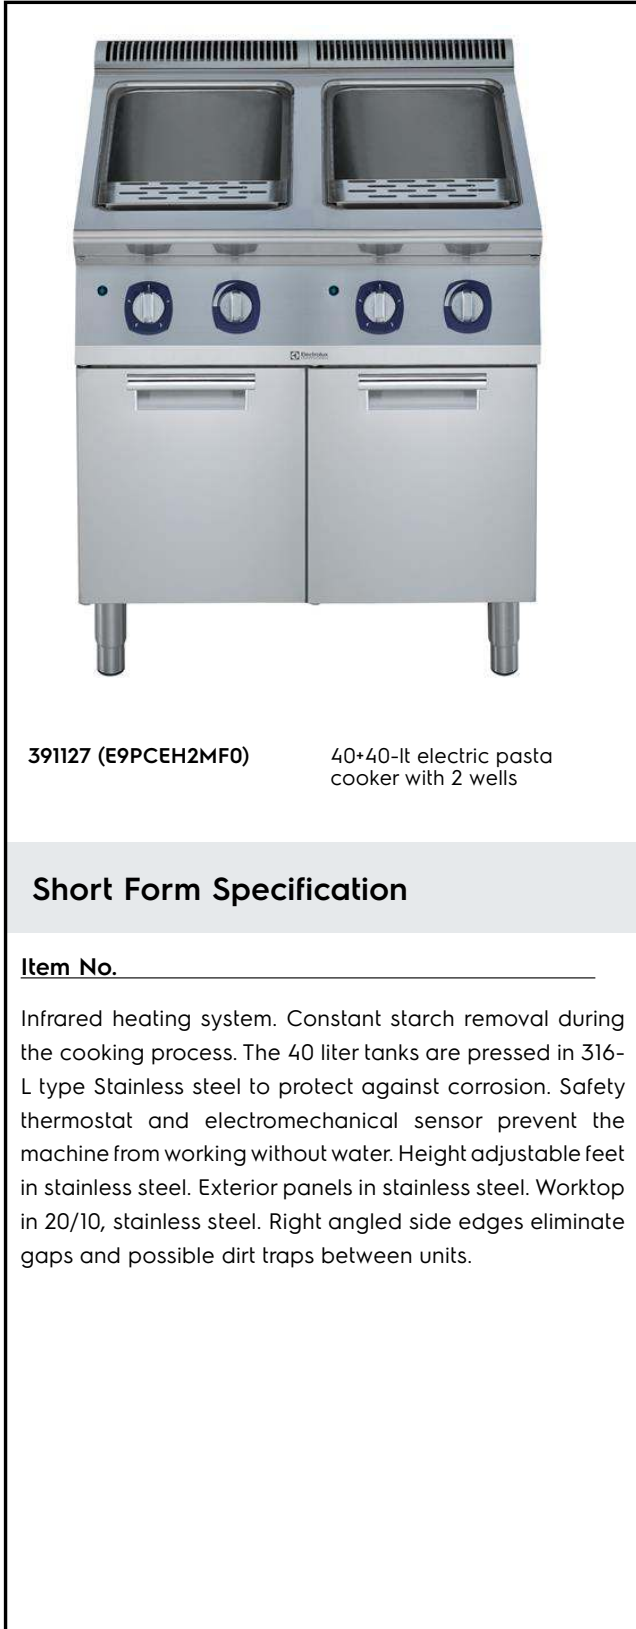 Electrolux
391127 (E9PCEH2MF0)
40+40-lt electric pasta
cooker with 2 wells
Short Form Specification
Item No.
Infrared heating system. Constant starch removal during
the cooking process. The 40 liter tanks are pressed in 316-
L type Stainless steel to protect against corrosion. Safety
thermostat and electromechanical sensor prevent the
machine from working without water. Height adjustable feet
in stainless steel. Exterior panels in stainless steel. Worktop
in 20/10, stainless steel. Right angled side edges eliminate
gaps and possible dirt traps between units.